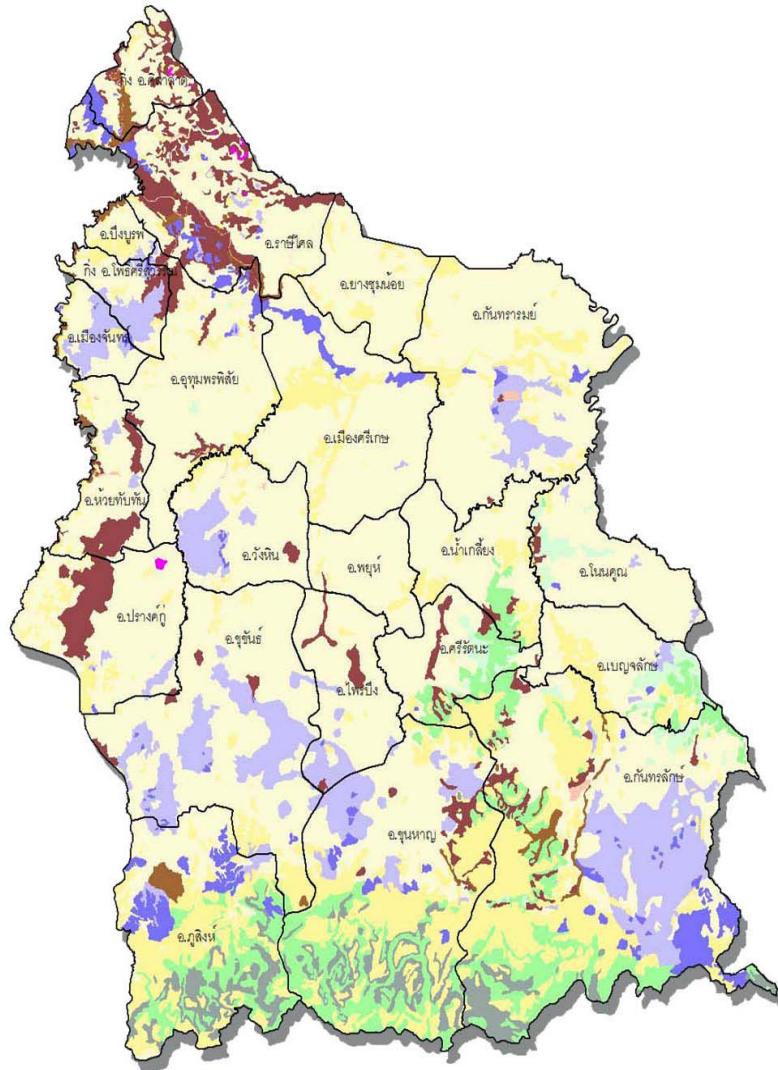 กิ่ง อ.ศิลาลาด
อ.ราษีไศล
อ.บึงบูรพ์
กิ่ง อ.โพธิ์ศรีสุวรรณ
อ.ยางชุมน้อย
อ.กันทรารมย์
อ.เมืองจันทร์
อ.อุทุมพรพิสัย
อ.เมืองศรีเกษ
อ.ห้วยทับทัน
อ.วังหิน
อ.พยุห์
อ.น้ำเกลี้ยง
อ.โนนคูณ
อ.ปรางค์กู่
อ.ขุขันธ์
อ.ศรีรัตนะ
อ.เบญจลักษ์
อ.ไพรบึง
อ.กันทรลักษ์
อ.ขุนหาญ
อ.ภูสิงห์